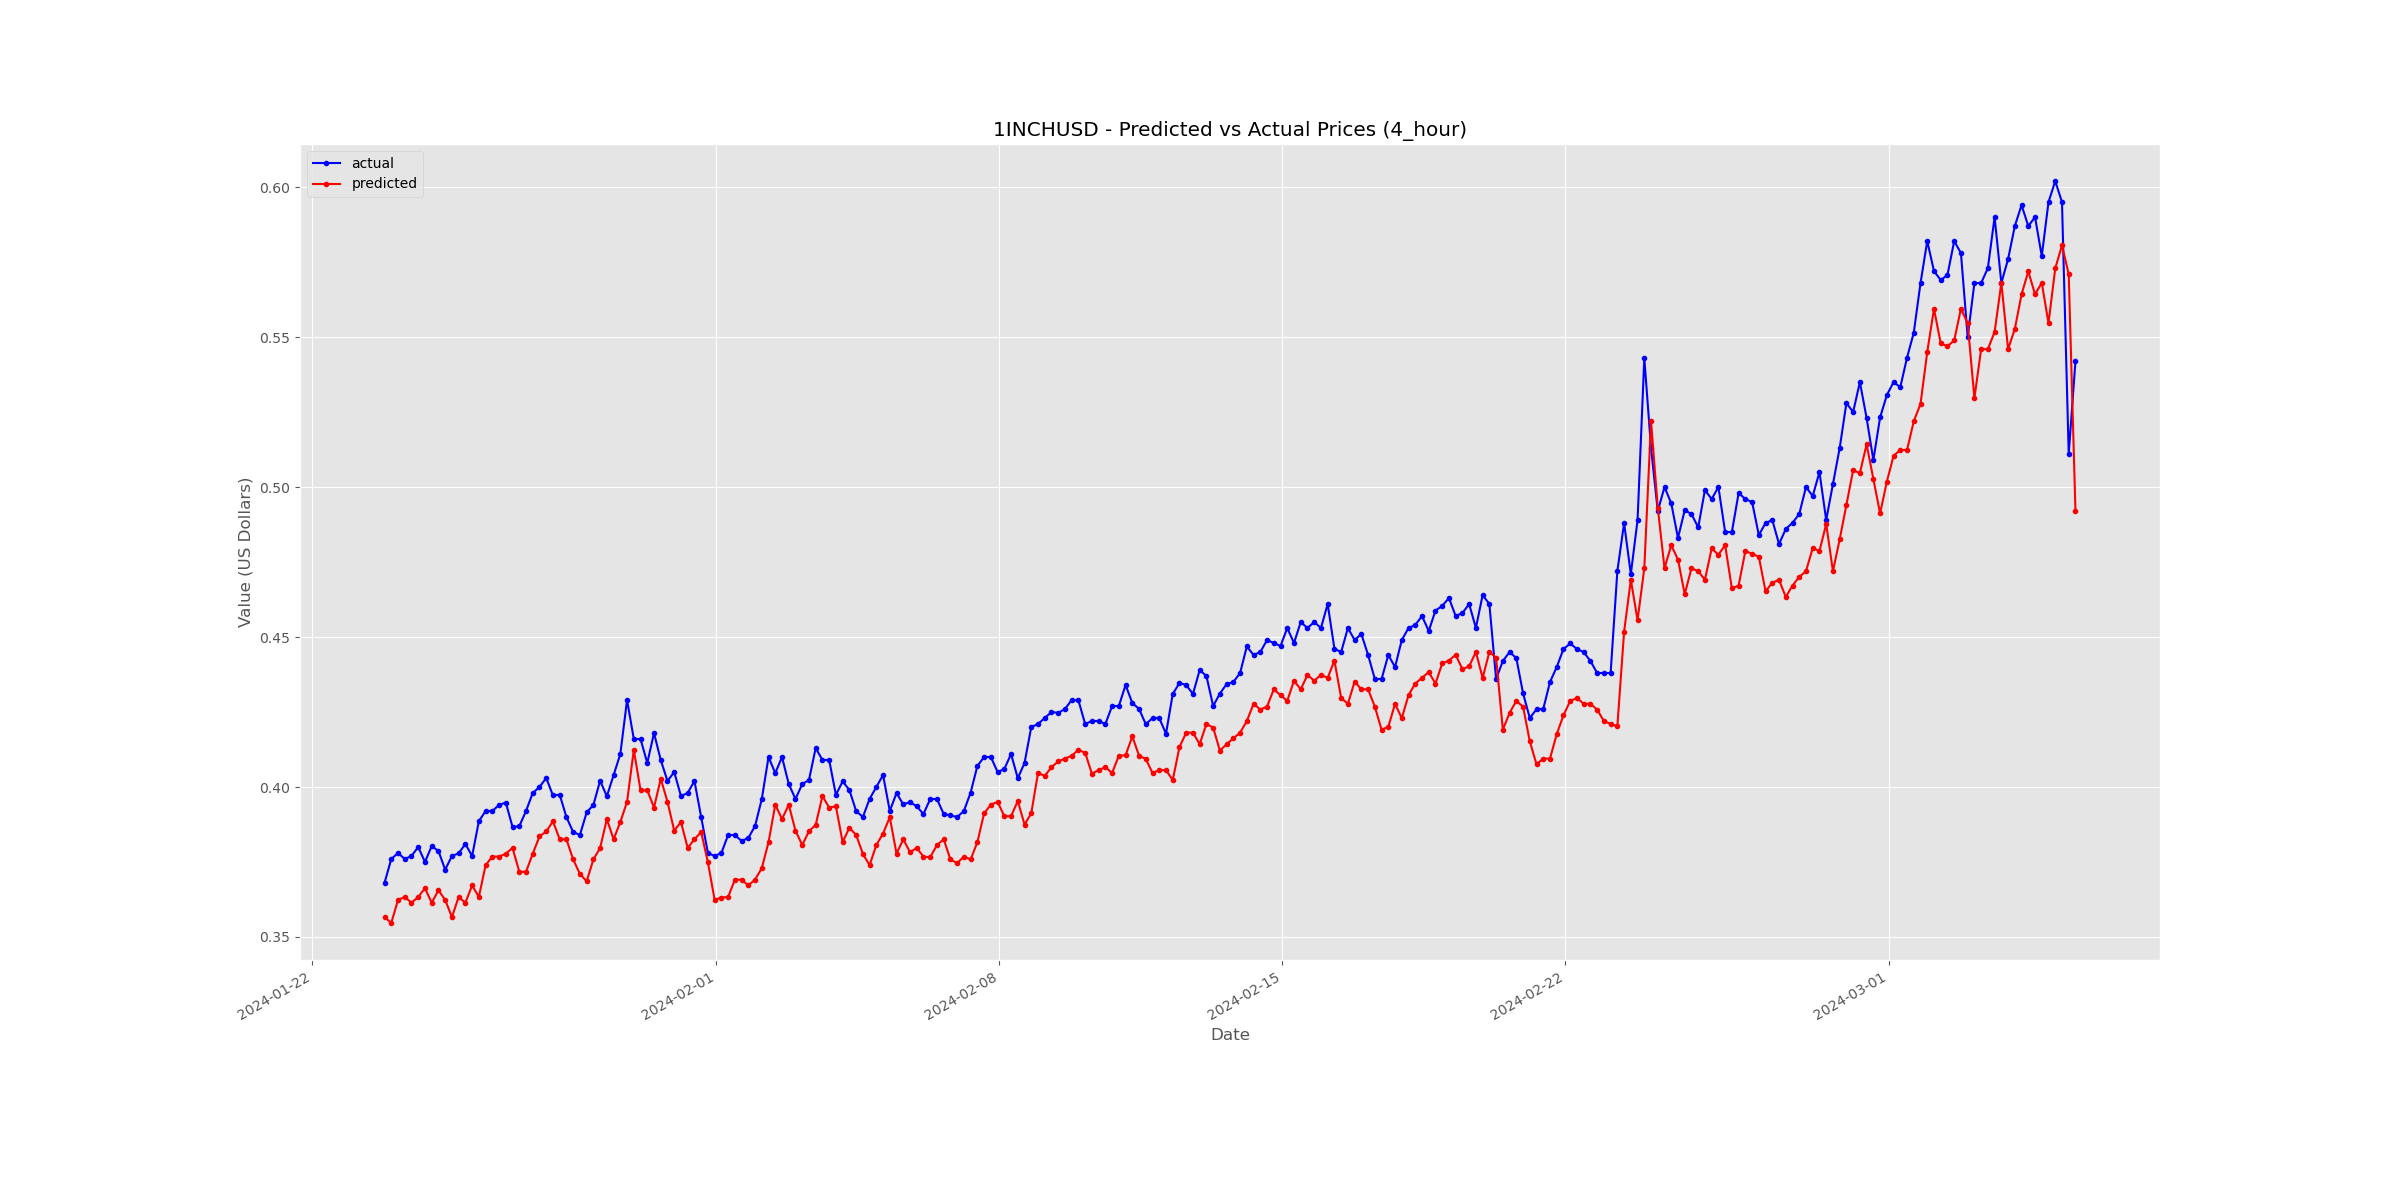 1INCHUSD - Predicted vs Actual Prices (4_hour)
actual
predicted
0.60
0.55
0.50
0.45
0.40
0.35
Value (US Dollars)
2024-01-22
2024-02-01
2024-02-08
2024-02-15
2024-02-22
2024-03-01
Date